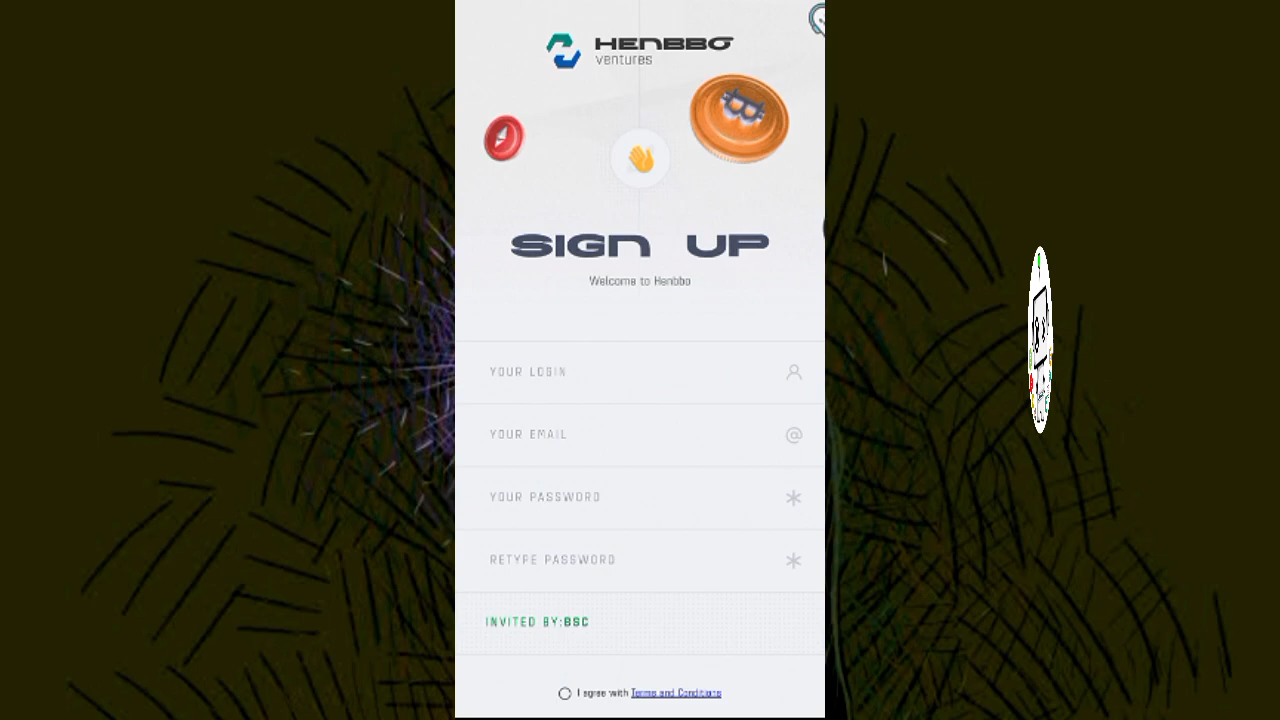 HENBBO
ventures
SIGN UP
Welcome to Henbbo
YOUR LOGIN
YOUR EMAIL
YOUR PASSWORD
RETYPE PASSWORD
INVITED BY:BSC
I agree with Terms and Conditions